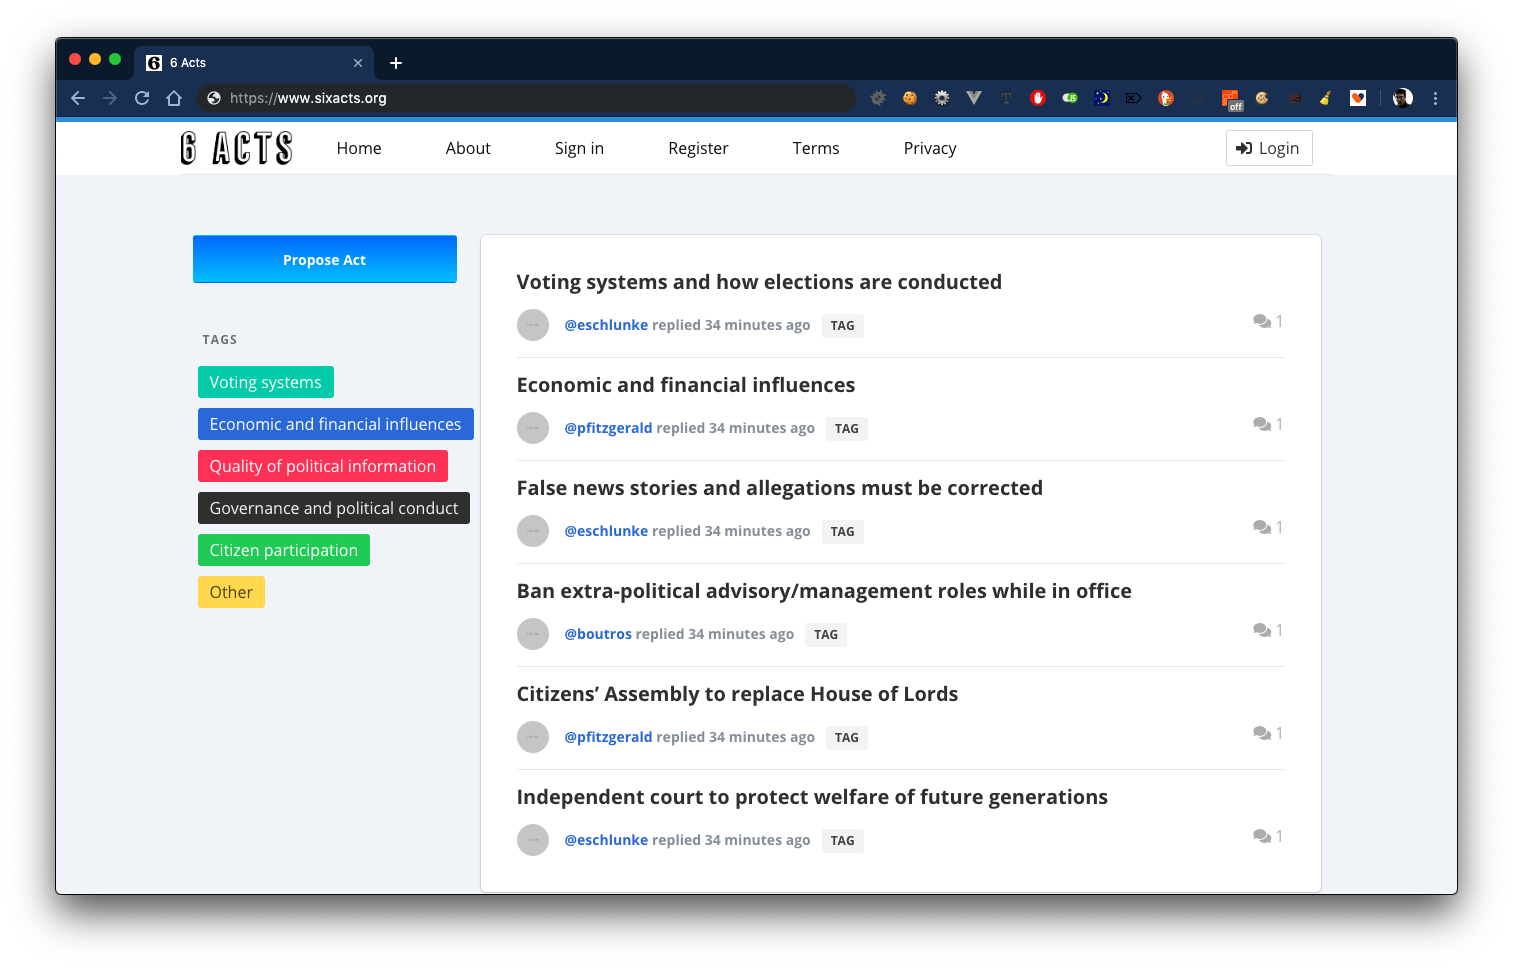 6 Acts
https://www.sixacts.org
off
6 ACTS
Home
About
Sign in
Register
Terms
Privacy
Login
Propose Act
TAGS
Voting systems
Economic and financial influences
Quality of political information
Governance and political conduct
Citizen participation
Other
Voting systems and how elections are conducted
@eschlunke replied 34 minutes ago TAG 1
Economic and financial influences
@pfitzgerald replied 34 minutes ago TAG 1
False news stories and allegations must be corrected
@eschlunke replied 34 minutes ago TAG 1
Ban extra-political advisory/management roles while in office
@boutros replied 34 minutes ago TAG 1
Citizens’ Assembly to replace House of Lords
@pfitzgerald replied 34 minutes ago TAG 1
Independent court to protect welfare of future generations
@eschlunke replied 34 minutes ago TAG 1